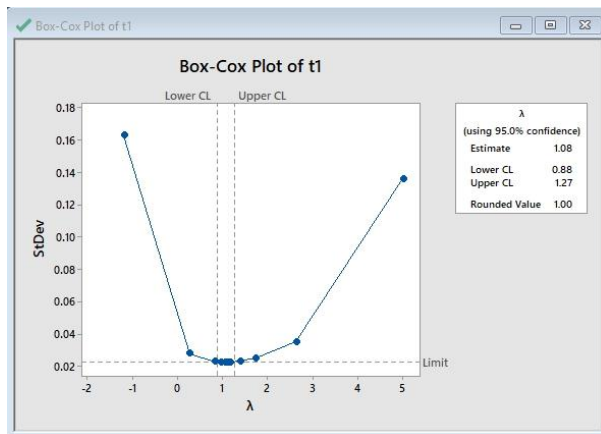 Box-Cox Plot of t1
Box-Cox Plot of t1
Lower CL Upper CL
0.18
0.16
0.14
0.12
0.10
0.08
0.06
0.04
0.02
StDev
Limit
-2 -1 0 1 2 3 4 5
λ
λ
(using 95.0% confidence)
Estimate 1.08
Lower CL 0.88
Upper CL 1.27
Rounded Value 1.00